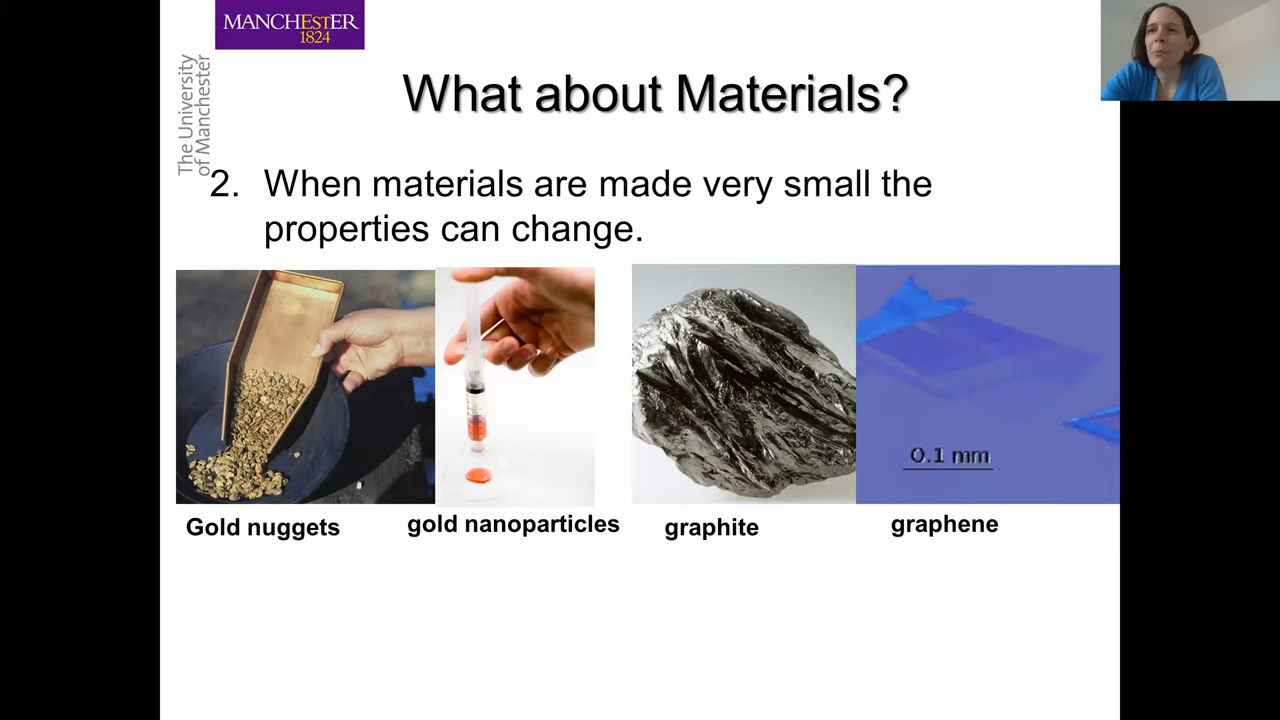 MANCHESTER
1824
The University
of Manchester
What about Materials?
2. When materials are made very small the
properties can change.
0.1 mm
Gold nuggets
gold nanoparticles
graphite
graphene